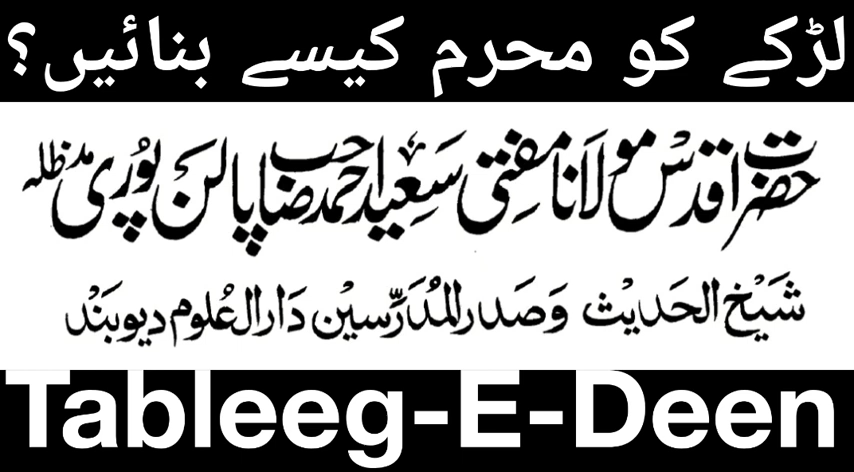 لڑکے کو محرم کیسے بنائیں؟
حضرت اقدس مولانا مفتی سعید احمد صاحب پالن پوری مدظلہ
شیخ الحدیث وصدر المدرسین دار العلوم دیوبند
Tableeg-E-Deen